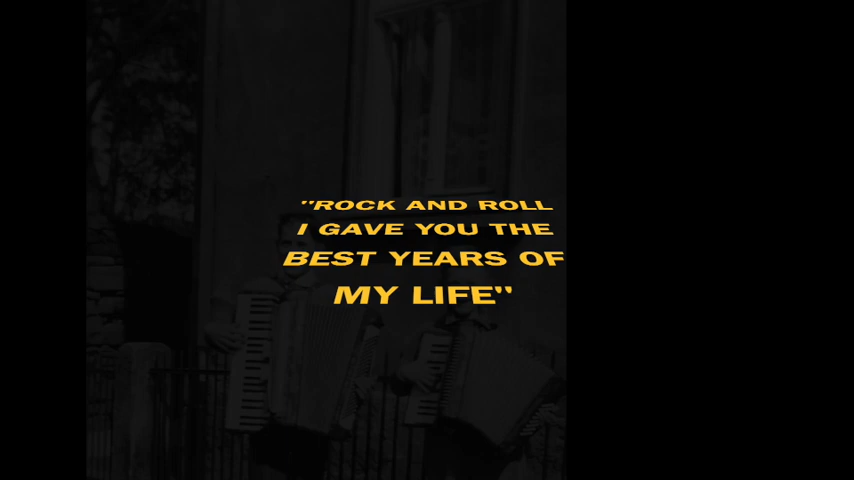 "ROCK AND ROLL
I GAVE YOU THE
BEST YEARS OF
MY LIFE"